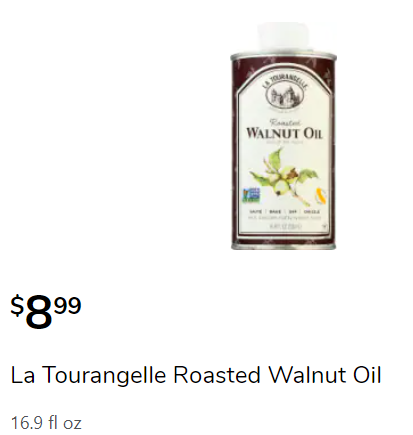 LA TOURANGELLE
Roasted
WALNUT OIL
$8.99
La Tourangelle Roasted Walnut Oil
16.9 fl oz